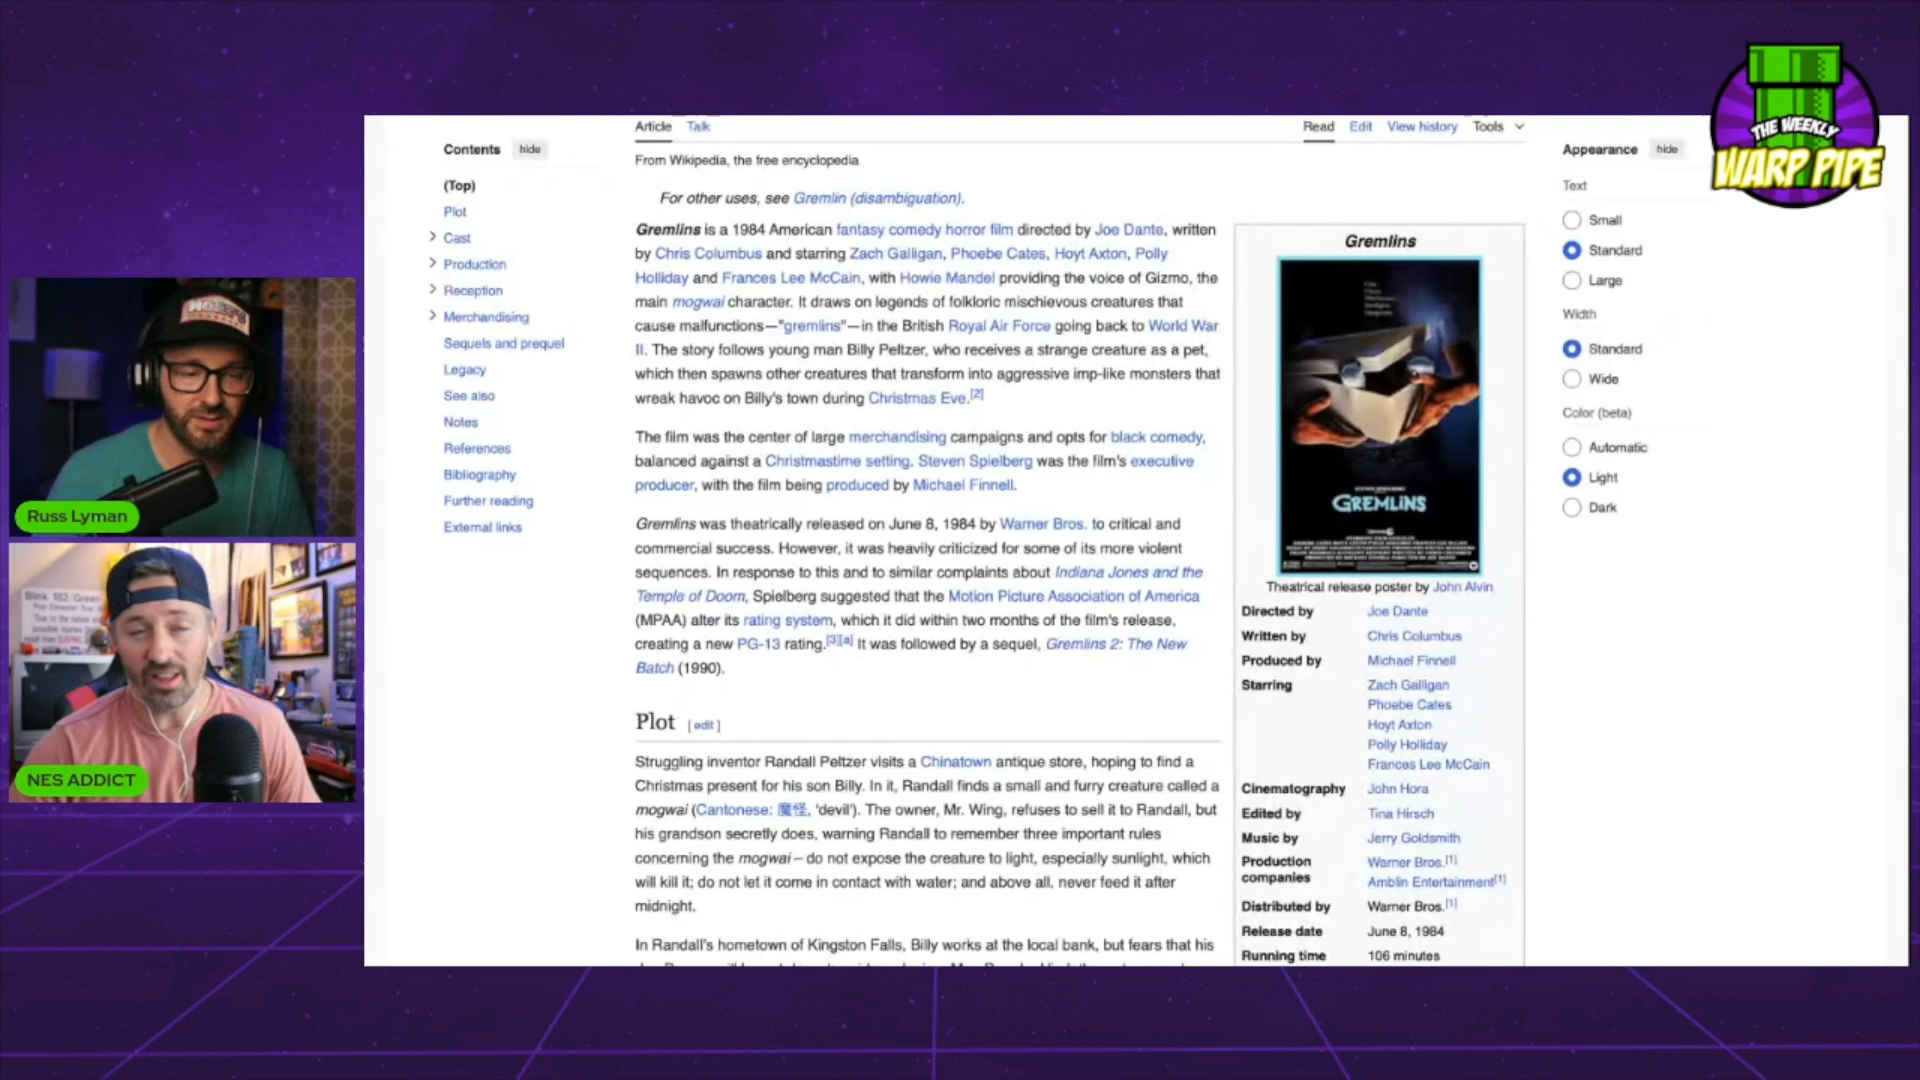 THE WEEKLY
WARP PIPE
Article Talk
Read Edit View history Tools
From Wikipedia, the free encyclopedia
Contents hide
(Top)
Plot
Cast
Production
Reception
Merchandising
Sequels and prequel
Legacy
See also
Notes
References
Bibliography
Further reading
External links
For other uses, see Gremlin (disambiguation).
Gremlins is a 1984 American fantasy comedy horror film directed by Joe Dante, written
by Chris Columbus and starring Zach Galligan, Phoebe Cates, Hoyt Axton, Polly
Holliday and Frances Lee McCain, with Howie Mandel providing the voice of Gizmo, the
main mogwai character. It draws on legends of folkloric mischievous creatures that
cause malfunctions—"gremlins"—in the British Royal Air Force going back to World War
II. The story follows young man Billy Peltzer, who receives a strange creature as a pet,
which then spawns other creatures that transform into aggressive imp-like monsters that
wreak havoc on Billy's town during Christmas Eve.[2]
The film was the center of large merchandising campaigns and opts for black comedy,
balanced against a Christmastime setting. Steven Spielberg was the film's executive
producer, with the film being produced by Michael Finnell.
Gremlins was theatrically released on June 8, 1984 by Warner Bros. to critical and
commercial success. However, it was heavily criticized for some of its more violent
sequences. In response to this and to similar complaints about Indiana Jones and the
Temple of Doom, Spielberg suggested that the Motion Picture Association of America
(MPAA) alter its rating system, which it did within two months of the film's release,
creating a new PG-13 rating.[3][a] It was followed by a sequel, Gremlins 2: The New
Batch (1990).
Plot [ edit ]
Struggling inventor Randall Peltzer visits a Chinatown antique store, hoping to find a
Christmas present for his son Billy. In it, Randall finds a small and furry creature called a
mogwai (Cantonese: 魔怪, 'devil'). The owner, Mr. Wing, refuses to sell it to Randall, but
his grandson secretly does, warning Randall to remember three important rules
concerning the mogwai – do not expose the creature to light, especially sunlight, which
will kill it; do not let it come in contact with water; and above all, never feed it after
midnight.
In Randall's hometown of Kingston Falls, Billy works at the local bank, but fears that his
Gremlins
GREMLINS
Theatrical release poster by John Alvin
Directed by Joe Dante
Written by Chris Columbus
Produced by Michael Finnell
Starring Zach Galligan
Phoebe Cates
Hoyt Axton
Polly Holliday
Frances Lee McCain
Cinematography John Hora
Edited by Tina Hirsch
Music by Jerry Goldsmith
Production companies Warner Bros.[1]
Amblin Entertainment[1]
Distributed by Warner Bros.[1]
Release date June 8, 1984
Running time 106 minutes
Appearance hide
Text
Small
Standard
Large
Width
Standard
Wide
Color (beta)
Automatic
Light
Dark
Russ Lyman
Blink 182: Green
NES ADDICT